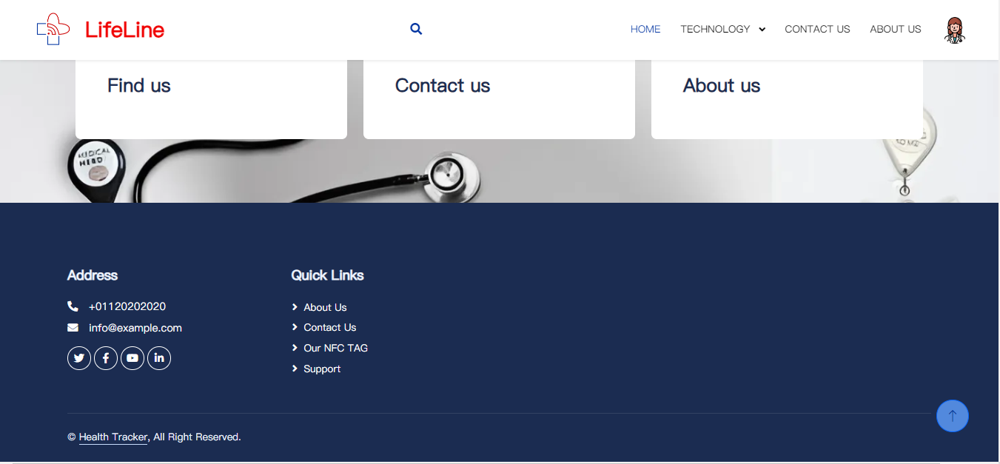 LifeLine
HOME TECHNOLOGY CONTACT US ABOUT US
Find us
Contact us
About us
MEDICAL
Address
+01120202020
info@example.com
Quick Links
About Us
Contact Us
Our NFC TAG
Support
© Health Tracker, All Right Reserved.